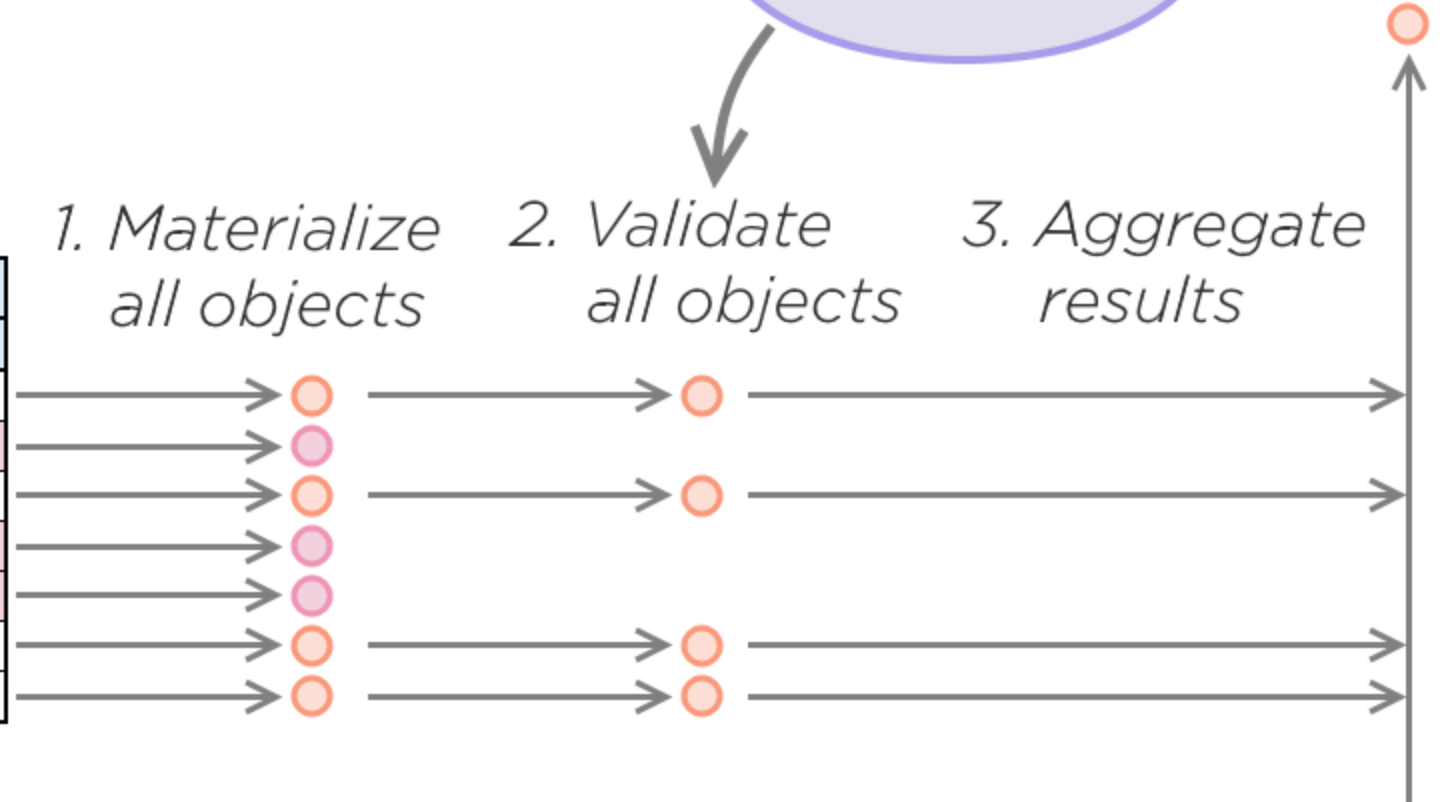 1. Materialize
all objects
2. Validate
all objects
3. Aggregate
results